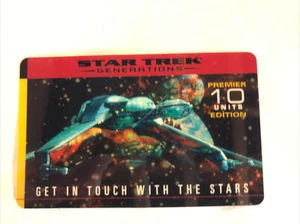 STAR TREK
GENERATIONS
PREMIER
10
UNITS
EDITION
GET IN TOUCH WITH THE STARS